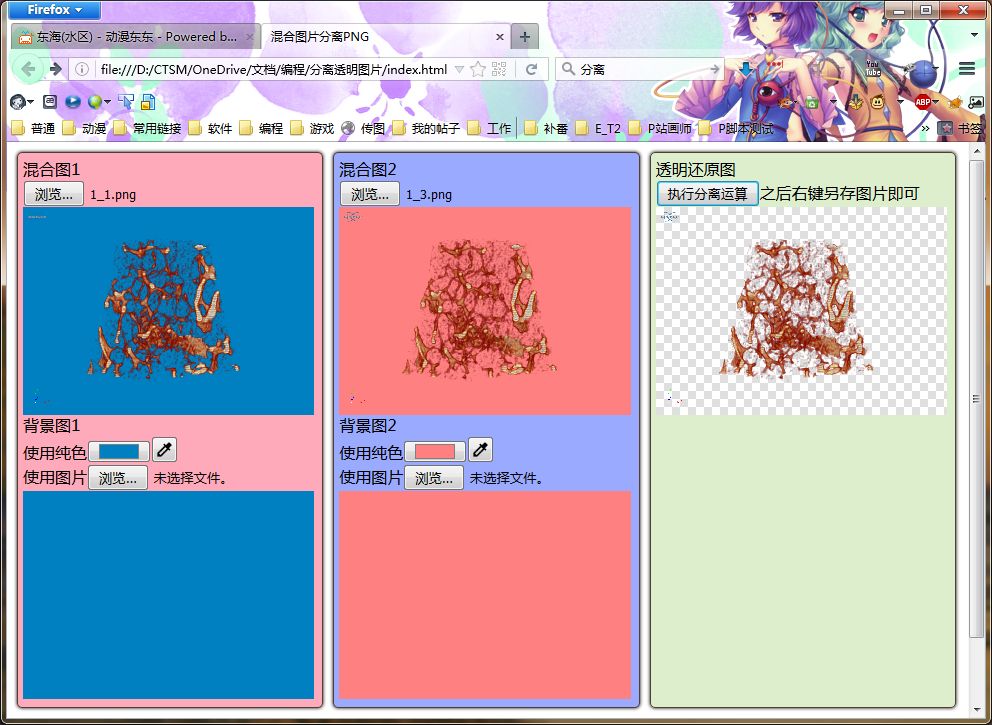 Firefox
东海(水区) - 动漫东东 - Powered b...
混合图片分离PNG
file:///D:/CTSM/OneDrive/文档/编程/分离透明图片/index.html
分离
You Tube
ABP
普通 动漫 常用链接 软件 编程 游戏 传图 我的帖子 工作 补番 E_T2 P站画师 P脚本测试 » 书签
混合图1
浏览... 1_1.png
背景图1
使用纯色
使用图片 浏览... 未选择文件。
混合图2
浏览... 1_3.png
背景图2
使用纯色
使用图片 浏览... 未选择文件。
透明还原图
执行分离运算 之后右键另存图片即可